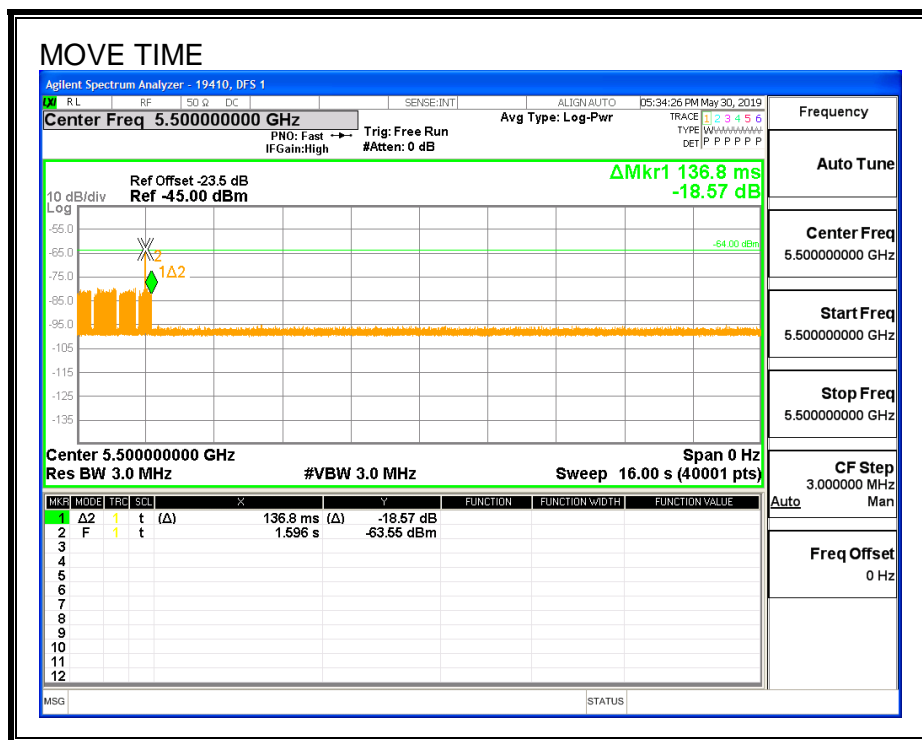 MOVE TIME
Agilent Spectrum Analyzer - 19410, DFS 1
LXI RL RF 50 Ω DC SENSE:INT ALIGN AUTO 05:34:26 PM May 30, 2019
Center Freq 5.500000000 GHz
PNO: Fast
IFGain:High
Trig: Free Run
#Atten: 0 dB
Avg Type: Log-Pwr
TRACE 1 2 3 4 5 6
TYPE W
DET P P P P P P
Frequency
Auto Tune
Center Freq
5.500000000 GHz
Start Freq
5.500000000 GHz
Stop Freq
5.500000000 GHz
CF Step
3.000000 MHz
Auto Man
Freq Offset
0 Hz
ΔMkr1 136.8 ms
-18.57 dB
Ref Offset -23.5 dB
10 dB/div Ref -45.00 dBm
Log
-55.0
-65.0
-75.0
-85.0
-95.0
-105
-115
-125
-135
-64.00 dBm
2
1Δ2
Center 5.500000000 GHz Span 0 Hz
Res BW 3.0 MHz #VBW 3.0 MHz Sweep 16.00 s (40001 pts)
MKR MODE TRC SCL X Y FUNCTION FUNCTION WIDTH FUNCTION VALUE
1 Δ2 1 t (Δ) 136.8 ms (Δ) -18.57 dB
2 F 1 t 1.596 s -63.55 dBm
3
4
5
6
7
8
9
10
11
12
MSG STATUS